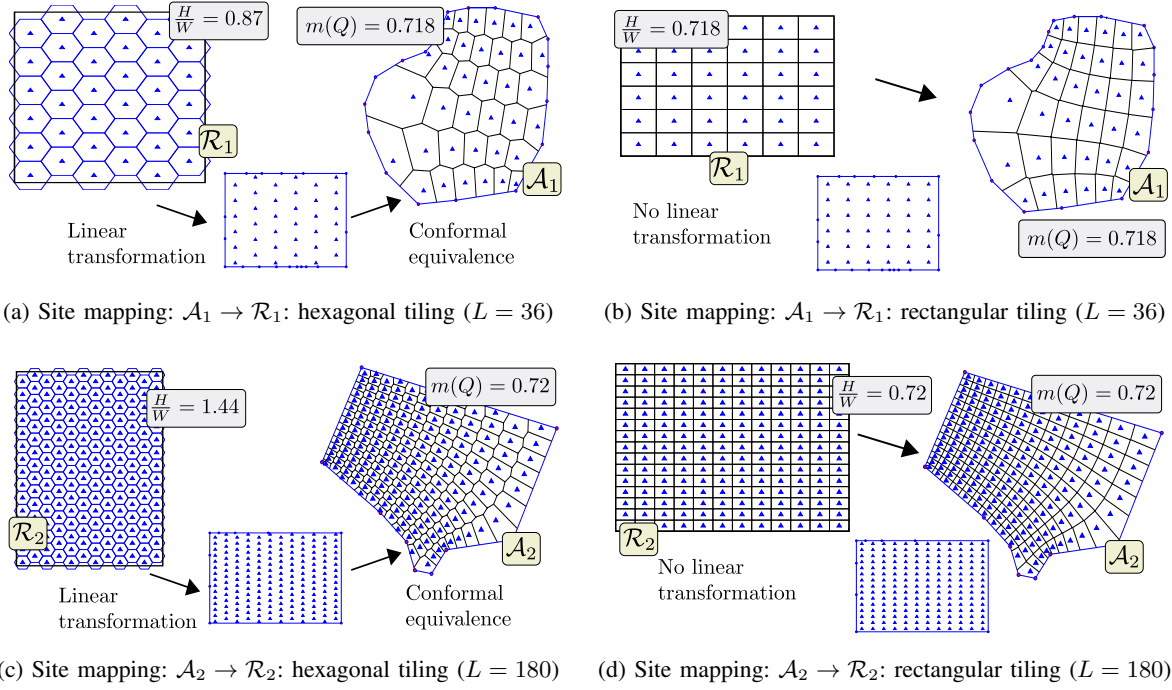 H/W = 0.87
m(Q) = 0.718
R₁
A₁
Linear
transformation
Conformal
equivalence
(a) Site mapping: A₁ → R₁: hexagonal tiling (L = 36)
H/W = 0.718
R₁
A₁
No linear
transformation
m(Q) = 0.718
(b) Site mapping: A₁ → R₁: rectangular tiling (L = 36)
H/W = 1.44
m(Q) = 0.72
R₂
A₂
Linear
transformation
Conformal
equivalence
(c) Site mapping: A₂ → R₂: hexagonal tiling (L = 180)
H/W = 0.72
m(Q) = 0.72
R₂
A₂
No linear
transformation
(d) Site mapping: A₂ → R₂: rectangular tiling (L = 180)